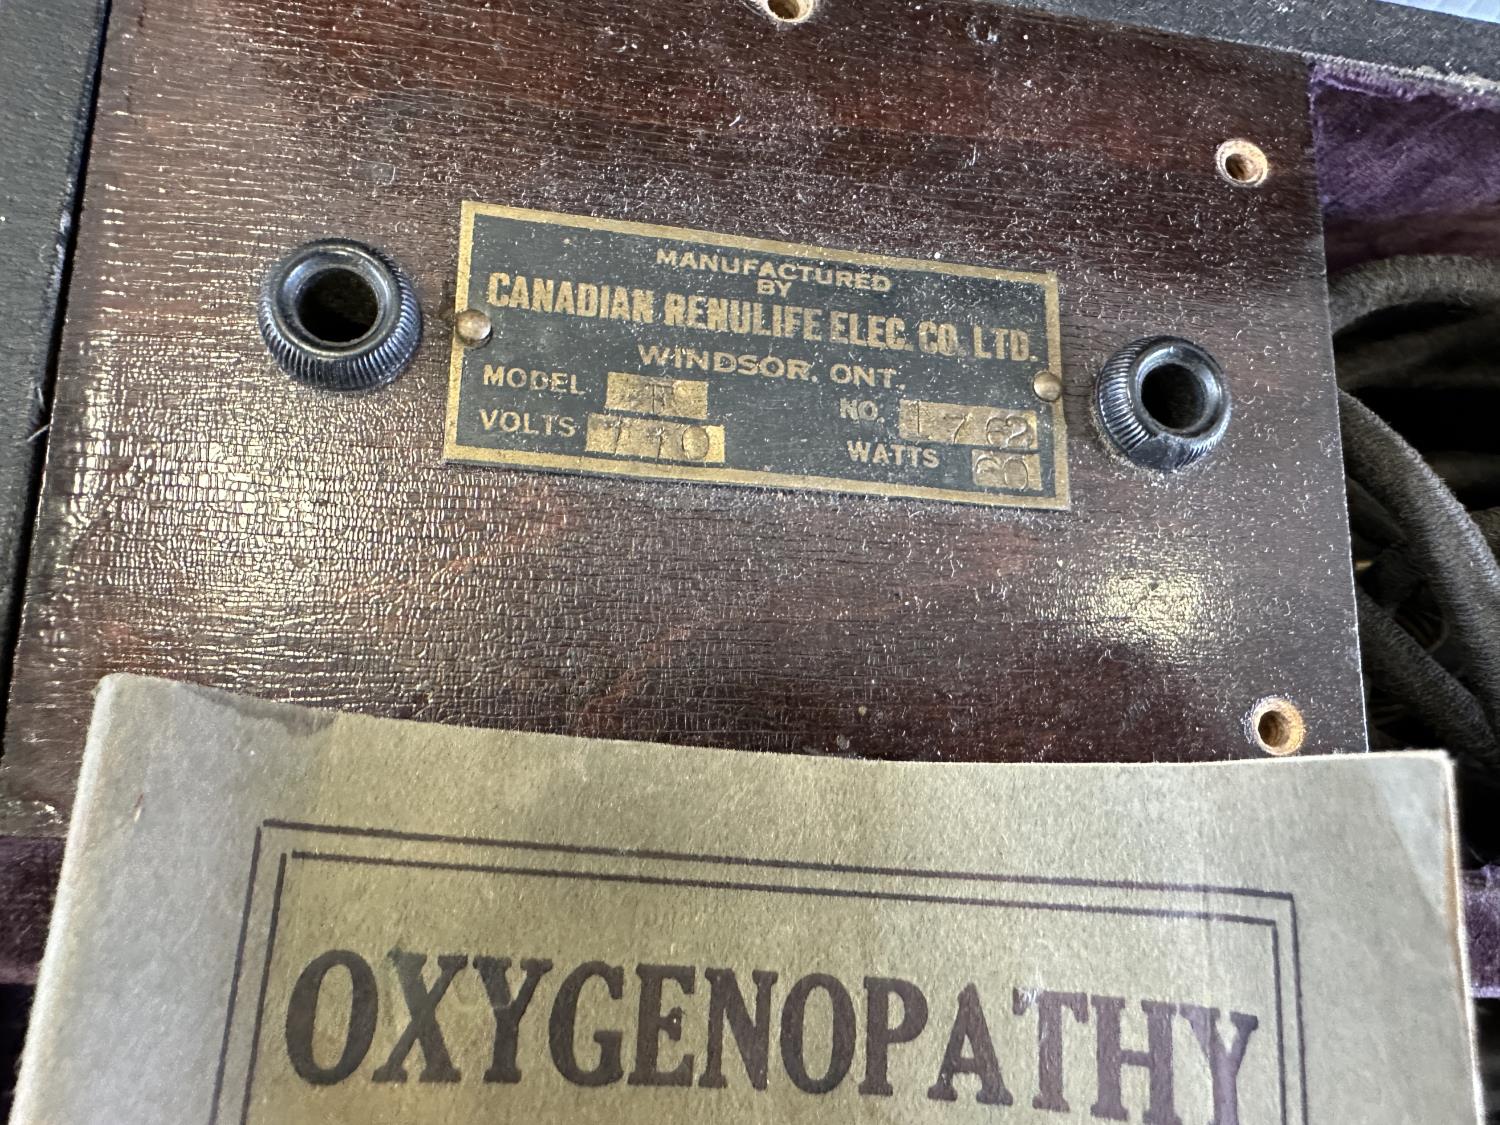 MANUFACTURED
BY
CANADIAN RENULIFE ELEC. CO. LTD.
WINDSOR, ONT.
MODEL NO. 1762
VOLTS 110 WATTS 60
OXYGENOPATHY